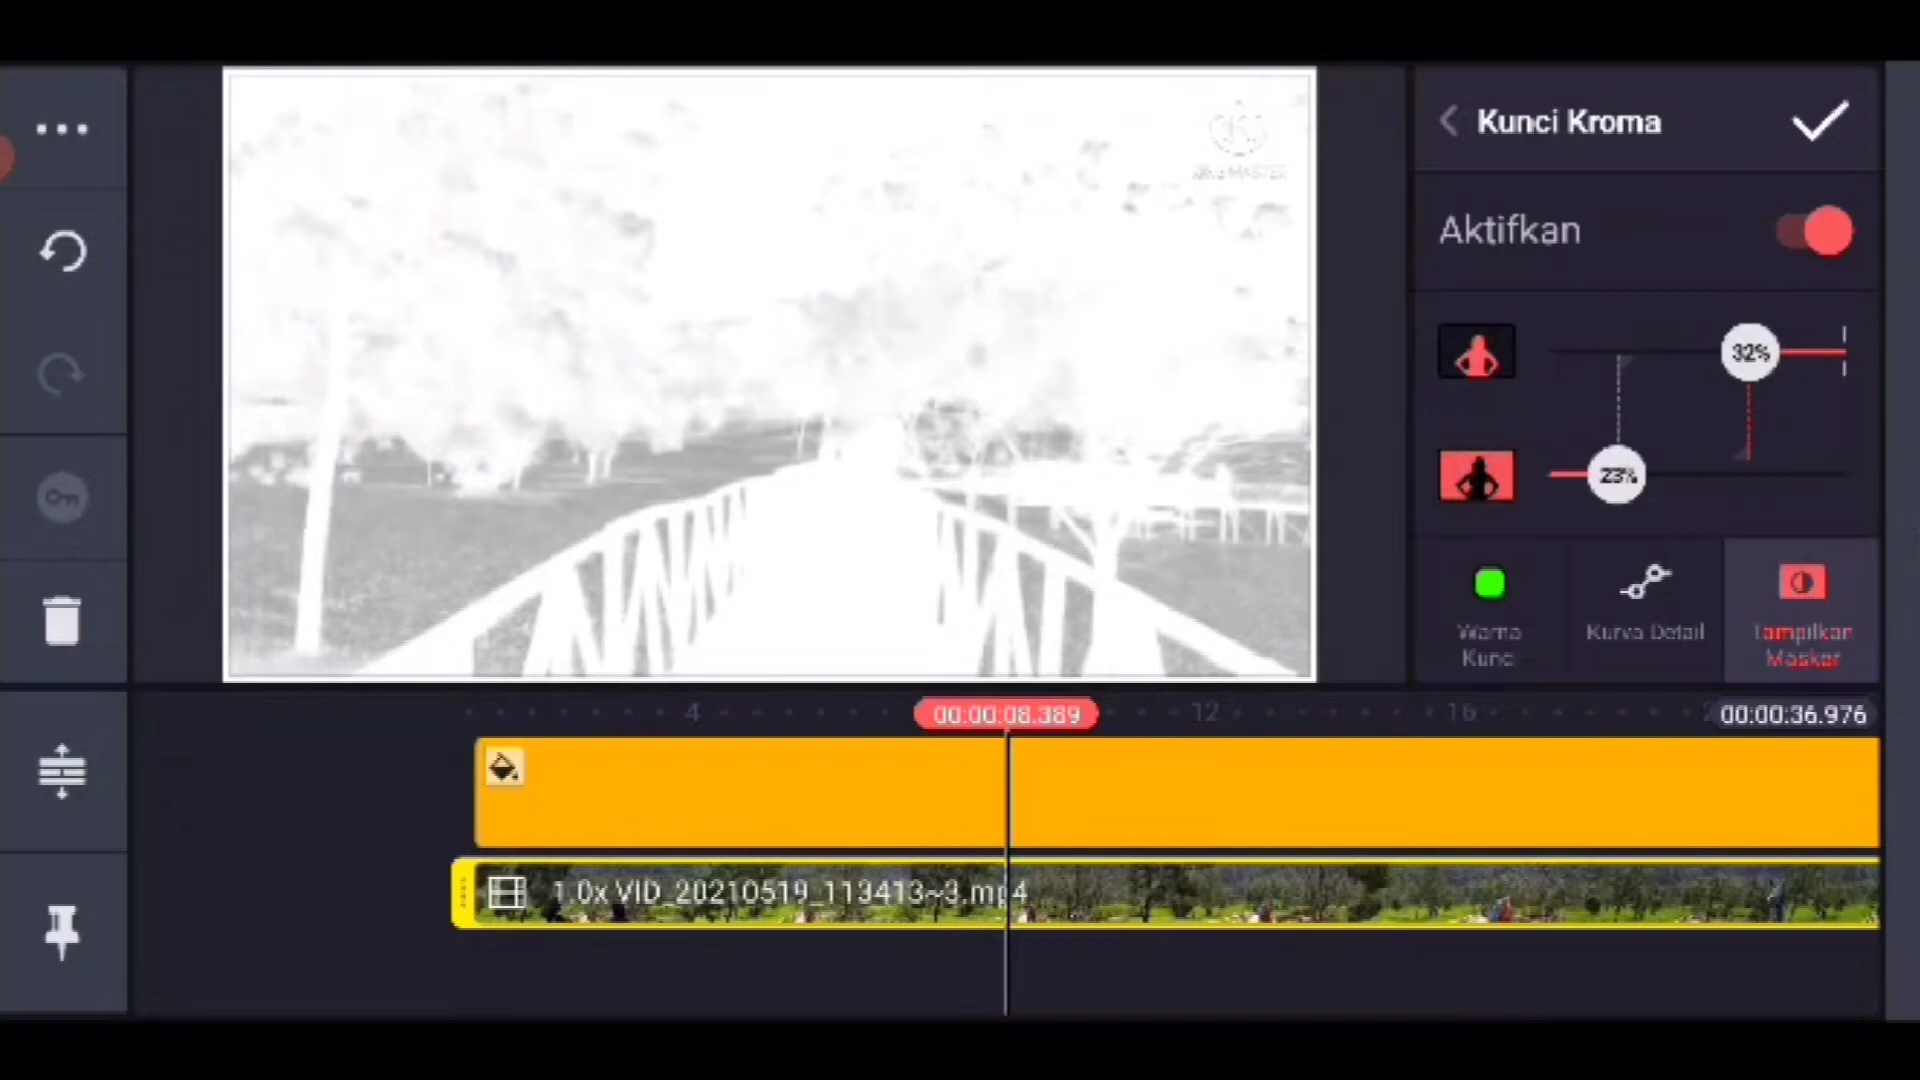 Kunci Kroma
KINEMASTER
Aktifkan
32%
23%
Warna
Kunci
Kurva Detail
Tampilkan
Masker
4
00:00:08.389
12
16
00:00:36.976
1.0x VID_20210519_113413~3.mp4